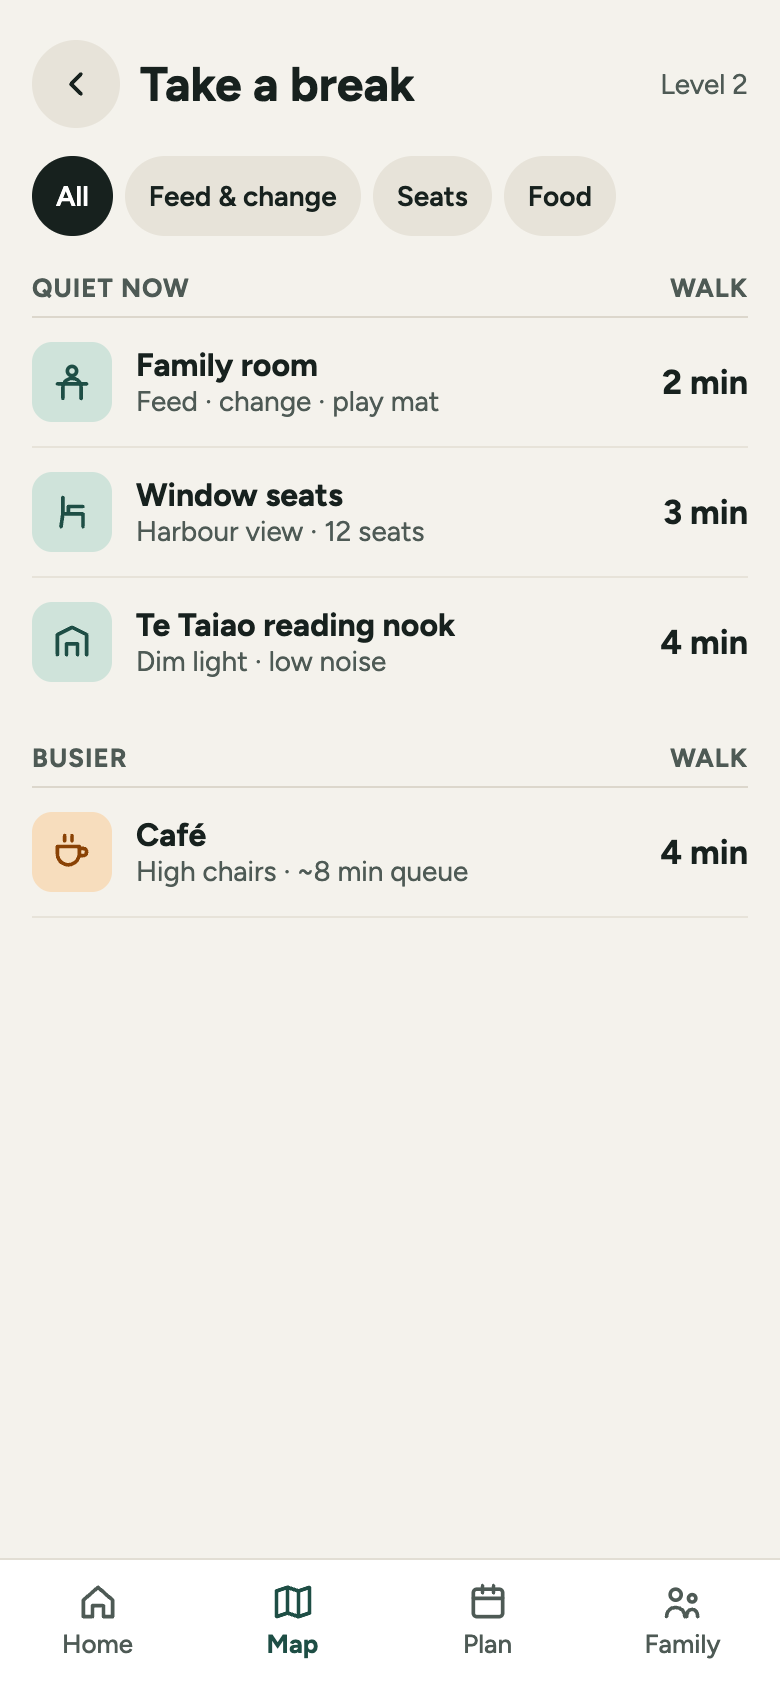 Take a break
Level 2
All
Feed & change
Seats
Food
QUIET NOW
WALK
Family room
Feed · change · play mat
2 min
Window seats
Harbour view · 12 seats
3 min
Te Taiao reading nook
Dim light · low noise
4 min
BUSIER
WALK
Café
High chairs · ~8 min queue
4 min
Home
Map
Plan
Family